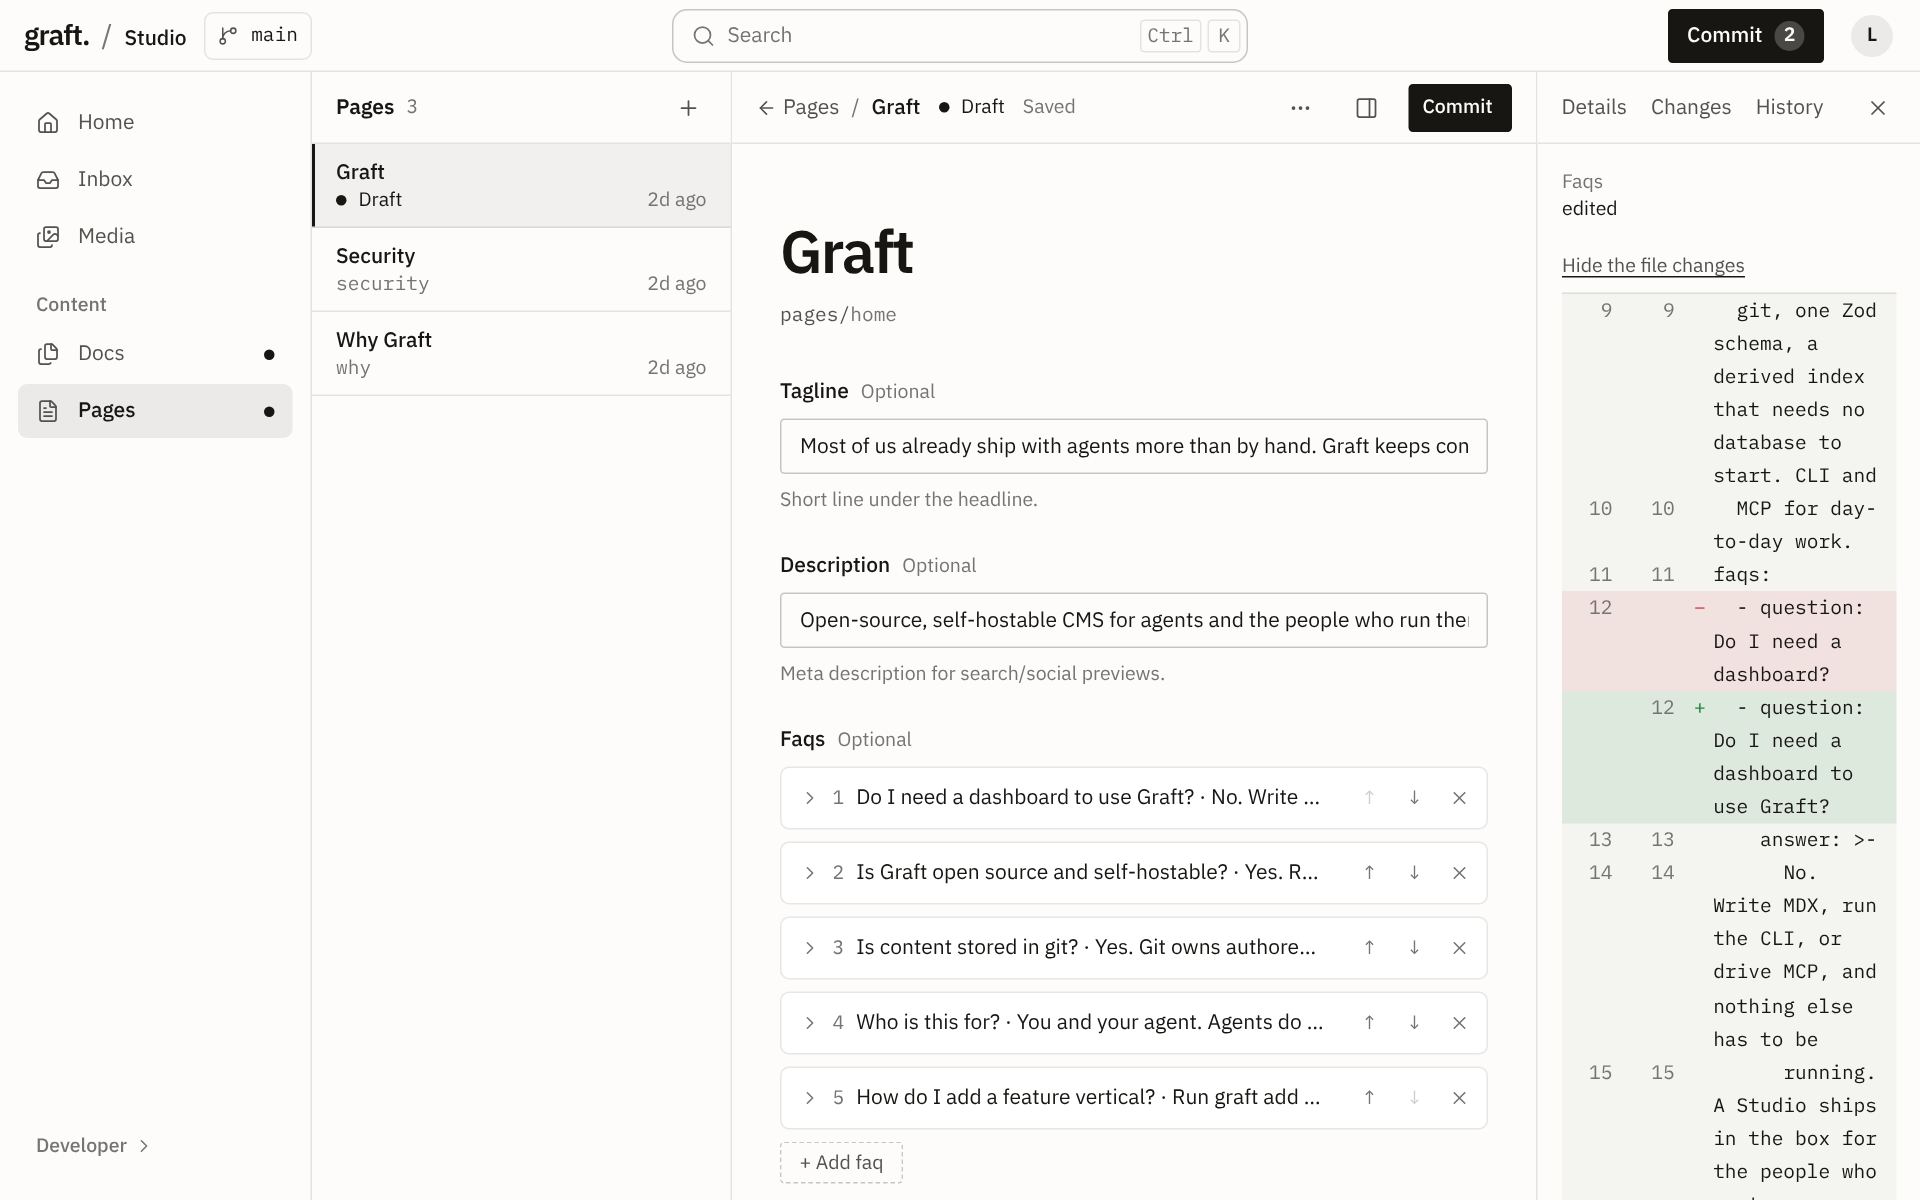 graft. / Studio main
Search Ctrl K
Commit 2 L
Home
Inbox
Media
Content
Docs
Pages
Developer
Pages 3
Graft
Draft 2d ago
Security
security 2d ago
Why Graft
why 2d ago
Pages / Graft Draft Saved
Commit
Graft
pages/home
Tagline Optional
Most of us already ship with agents more than by hand. Graft keeps con
Short line under the headline.
Description Optional
Open-source, self-hostable CMS for agents and the people who run the
Meta description for search/social previews.
Faqs Optional
1 Do I need a dashboard to use Graft? · No. Write ...
2 Is Graft open source and self-hostable? · Yes. R...
3 Is content stored in git? · Yes. Git owns authore...
4 Who is this for? · You and your agent. Agents do ...
5 How do I add a feature vertical? · Run graft add ...
+ Add faq
Details Changes History
Faqs
edited
Hide the file changes
9 9 git, one Zod
schema, a
derived index
that needs no
database to
start. CLI and
10 10 MCP for day-
to-day work.
11 11 faqs:
12 − - question:
Do I need a
dashboard?
12 + - question:
Do I need a
dashboard to
use Graft?
13 13 answer: >-
14 14 No.
Write MDX, run
the CLI, or
drive MCP, and
nothing else
has to be
15 15 running.
A Studio ships
in the box for
the people who